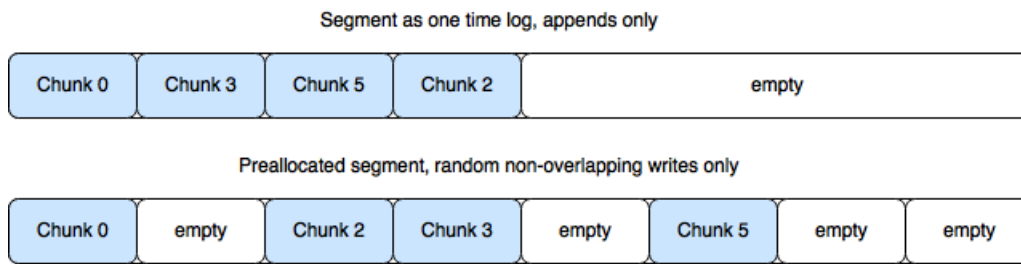 Segment as one time log, appends only
Chunk 0 Chunk 3 Chunk 5 Chunk 2 empty
Preallocated segment, random non-overlapping writes only
Chunk 0 empty Chunk 2 Chunk 3 empty Chunk 5 empty empty